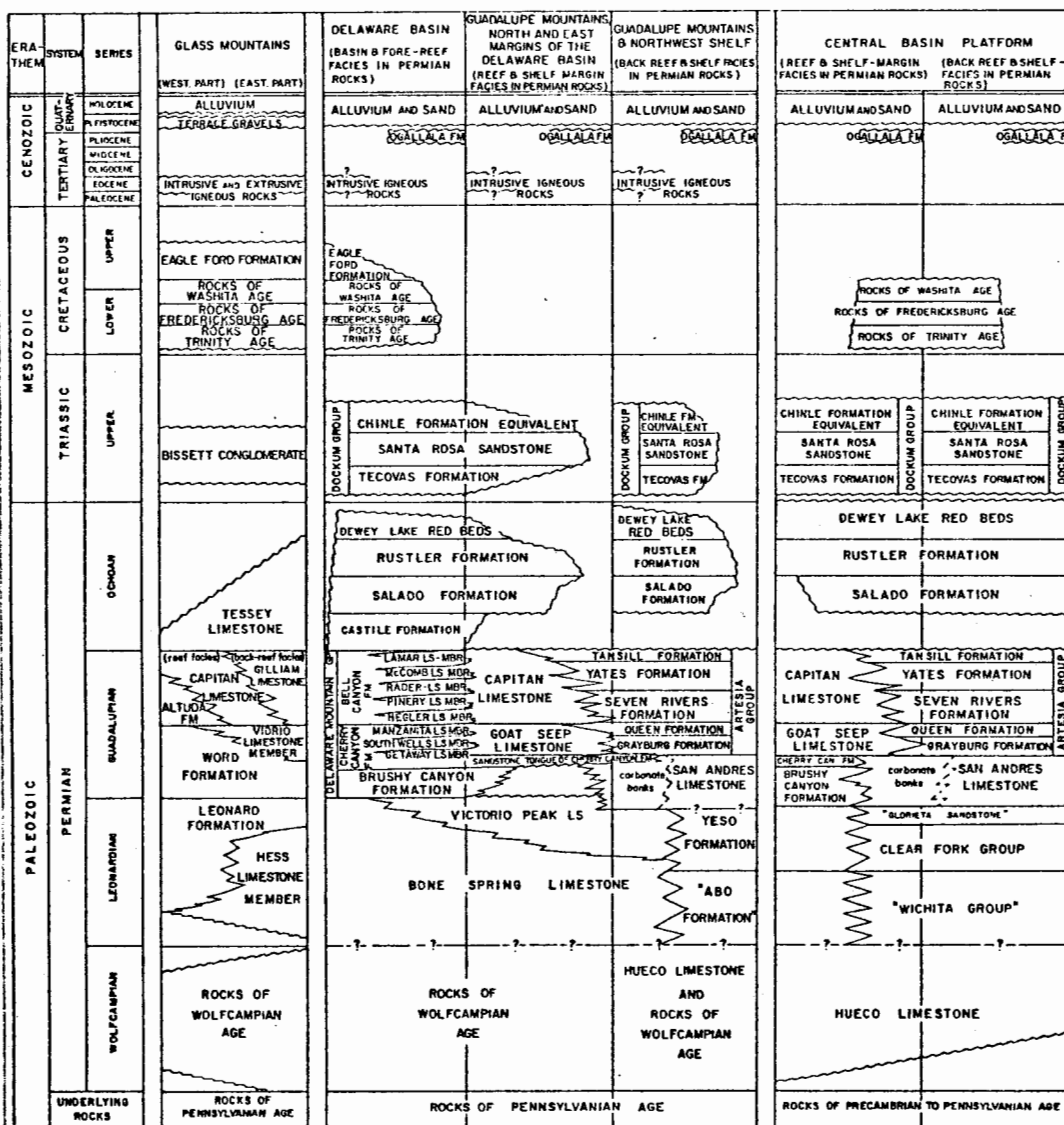 ERA-
THEM
SYSTEM
SERIES
GLASS MOUNTAINS
(WEST PART) (EAST PART)
DELAWARE BASIN
(BASIN & FORE-REEF
FACIES IN PERMIAN
ROCKS)
GUADALUPE MOUNTAINS,
NORTH AND EAST
MARGINS OF THE
DELAWARE BASIN
(REEF & SHELF MARGIN
FACIES IN PERMIAN ROCKS)
GUADALUPE MOUNTAINS
& NORTHWEST SHELF
(BACK REEF & SHELF FACIES
IN PERMIAN ROCKS)
CENTRAL BASIN PLATFORM
(REEF & SHELF-MARGIN
FACIES IN PERMIAN ROCKS)
(BACK REEF & SHELF-
FACIES IN PERMIAN
ROCKS)
CENOZOIC
QUAT-
ERNARY
HOLOCENE
PLEISTOCENE
TERTIARY
PLIOCENE
MIOCENE
OLIGOCENE
EOCENE
PALEOCENE
ALLUVIUM
TERRACE GRAVELS
INTRUSIVE AND EXTRUSIVE
IGNEOUS ROCKS
ALLUVIUM AND SAND
OGALLALA FM
?
INTRUSIVE IGNEOUS
? ROCKS
ALLUVIUM AND SAND
OGALLALA FM
?
INTRUSIVE IGNEOUS
? ROCKS
ALLUVIUM AND SAND
OGALLALA FM
?
INTRUSIVE IGNEOUS
? ROCKS
ALLUVIUM AND SAND
OGALLALA FM
ALLUVIUM AND SAND
OGALLALA F
MESOZOIC
CRETACEOUS
UPPER
LOWER
EAGLE FORD FORMATION
ROCKS OF
WASHITA AGE
ROCKS OF
FREDERICKSBURG AGE
ROCKS OF
TRINITY AGE
EAGLE
FORD
FORMATION
ROCKS OF
WASHITA AGE
ROCKS OF
FREDERICKSBURG AGE
ROCKS OF
TRINITY AGE
ROCKS OF WASHITA AGE
ROCKS OF FREDERICKSBURG AGE
ROCKS OF TRINITY AGE
TRIASSIC
UPPER
BISSETT CONGLOMERATE
DOCKUM GROUP
CHINLE FORMATION EQUIVALENT
SANTA ROSA SANDSTONE
TECOVAS FORMATION
DOCKUM GROUP
CHINLE FM
EQUIVALENT
SANTA ROSA
SANDSTONE
TECOVAS FM
CHINLE FORMATION
EQUIVALENT
SANTA ROSA
SANDSTONE
TECOVAS FORMATION
DOCKUM GROUP
CHINLE FORMATION
EQUIVALENT
SANTA ROSA
SANDSTONE
TECOVAS FORMATION
DOCKUM GROUP
PALEOZOIC
PERMIAN
OCHOAN
TESSEY
LIMESTONE
DEWEY LAKE RED BEDS
RUSTLER FORMATION
SALADO FORMATION
CASTILE FORMATION
DEWEY LAKE
RED BEDS
RUSTLER
FORMATION
SALADO
FORMATION
DEWEY LAKE RED BEDS
RUSTLER FORMATION
SALADO FORMATION
GUADALUPIAN
(reef facies)
(back-reef facies)
GILLIAM
LIMESTONE
CAPITAN
LIMESTONE
ALTUDA
FM
VIDRIO
LIMESTONE
MEMBER
WORD
FORMATION
DELAWARE MOUNTAIN G
BELL
CANYON
FM
LAMAR LS-MBR
McCOMB LS MBR
RADER-LS MBR
PINERY LS MBR
HEGLER LS MBR
CHERRY
CANYON
FM
MANZANITA LS MBR
SOUTH WELLS LS MBR
GETAWAY LS MBR
BRUSHY CANYON
FORMATION
CAPITAN
LIMESTONE
GOAT SEEP
LIMESTONE
SANDSTONE TONGUE OF CHERRY CANYON FM
TANSILL FORMATION
YATES FORMATION
SEVEN RIVERS
FORMATION
QUEEN FORMATION
GRAYBURG FORMATION
ARTESIA
GROUP
carbonate
banks
SAN ANDRES
LIMESTONE
CAPITAN
LIMESTONE
GOAT SEEP
LIMESTONE
CHERRY CAN. FM
BRUSHY
CANYON
FORMATION
TANSILL FORMATION
YATES FORMATION
SEVEN RIVERS
FORMATION
QUEEN FORMATION
GRAYBURG FORMATION
ARTESIA GROUP
carbonate
banks
SAN ANDRES
LIMESTONE
LEONARDIAN
LEONARD
FORMATION
HESS
LIMESTONE
MEMBER
VICTORIO PEAK LS
BONE SPRING LIMESTONE
? ?
YESO
FORMATION
"ABO
FORMATION"
"GLORIETA SANDSTONE"
CLEAR FORK GROUP
"WICHITA GROUP"
? ? ? ? ? ? ? ? ?
WOLFCAMPIAN
ROCKS OF
WOLFCAMPIAN
AGE
ROCKS OF
WOLFCAMPIAN
AGE
HUECO LIMESTONE
AND
ROCKS OF
WOLFCAMPIAN
AGE
HUECO LIMESTONE
UNDERLYING
ROCKS
ROCKS OF
PENNSYLVANIAN AGE
ROCKS OF PENNSYLVANIAN AGE
ROCKS OF PRECAMBRIAN TO PENNSYLVANIAN AGE